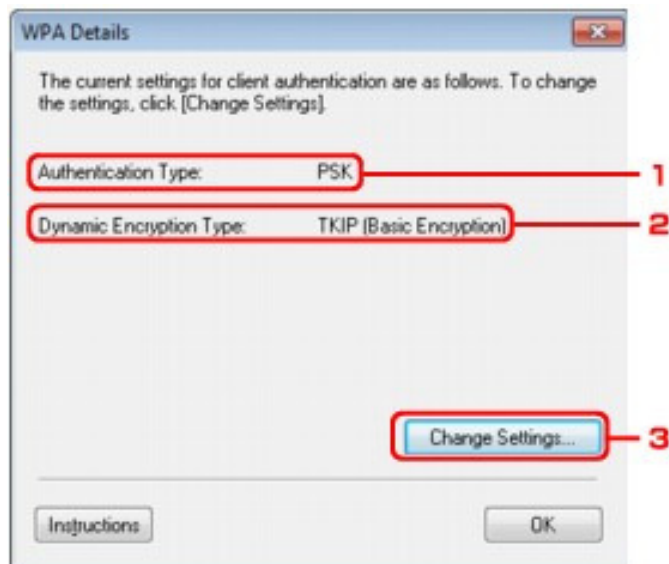 WPA Details
The current settings for client authentication are as follows. To change
the settings, click [Change Settings].
Authentication Type: PSK 1
Dynamic Encryption Type: TKIP (Basic Encryption) 2
Change Settings... 3
Instructions OK